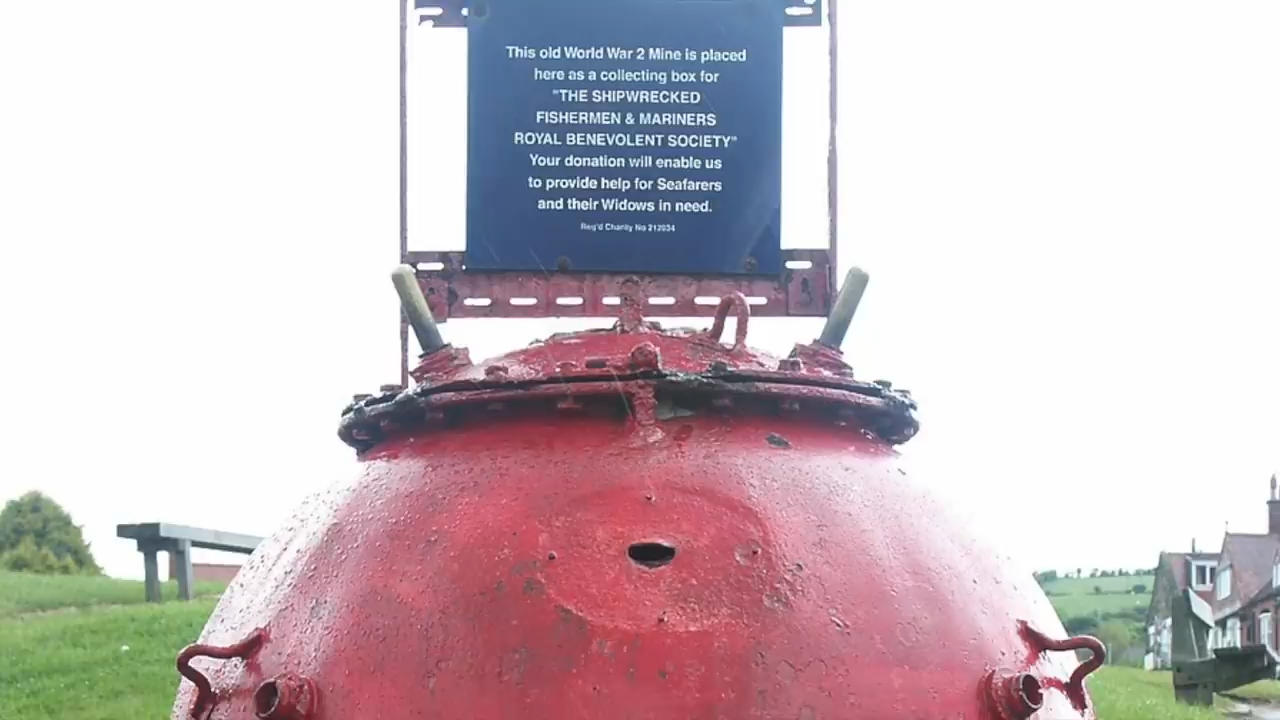 This old World War 2 Mine is placed
here as a collecting box for
"THE SHIPWRECKED
FISHERMEN & MARINERS
ROYAL BENEVOLENT SOCIETY"
Your donation will enable us
to provide help for Seafarers
and their Widows in need.
Reg'd Charity No 212034